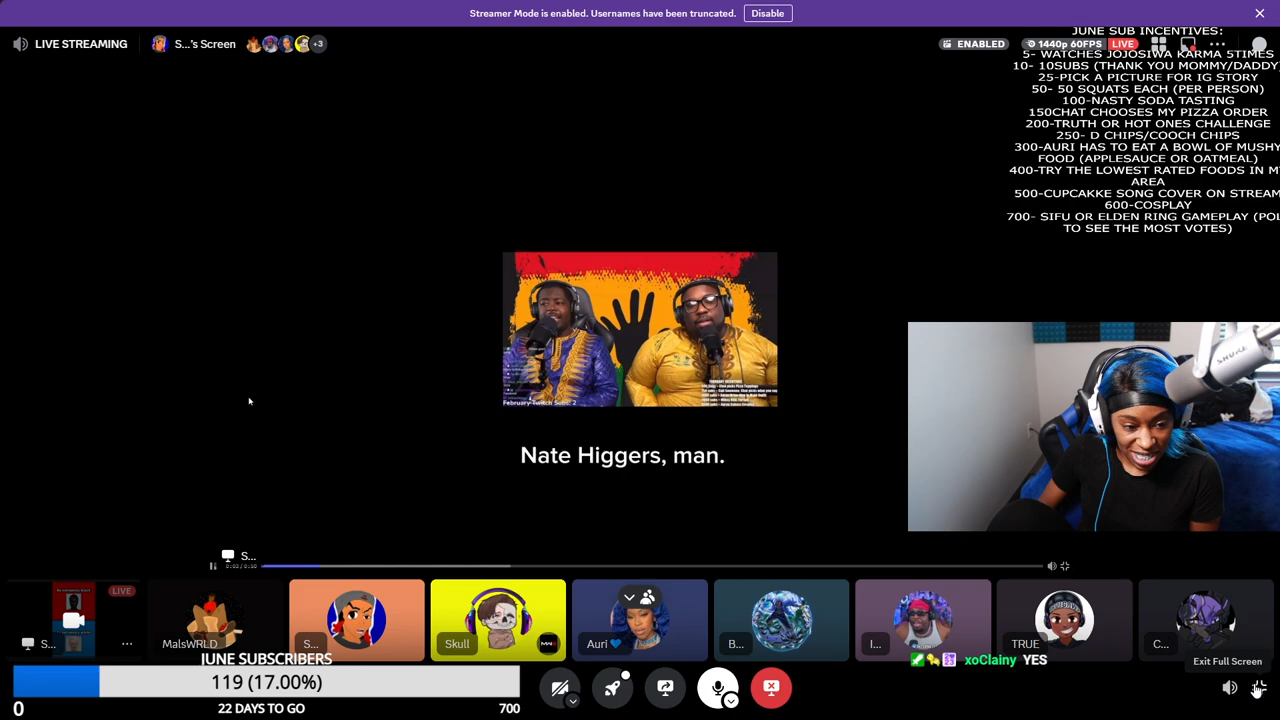 Streamer Mode is enabled. Usernames have been truncated. Disable
LIVE STREAMING
S...'s Screen
+3
ENABLED
1440p 60FPS LIVE
JUNE SUB INCENTIVES:
5- WATCHES JOJOSIWA KARMA 5TIMES
10- 10SUBS (THANK YOU MOMMY/DADDY)
25-PICK A PICTURE FOR IG STORY
50- 50 SQUATS EACH (PER PERSON)
100-NASTY SODA TASTING
150CHAT CHOOSES MY PIZZA ORDER
200-TRUTH OR HOT ONES CHALLENGE
250- D CHIPS/COOCH CHIPS
300-AURI HAS TO EAT A BOWL OF MUSHY
FOOD (APPLESAUCE OR OATMEAL)
400-TRY THE LOWEST RATED FOODS IN M
AREA
500-CUPCAKKE SONG COVER ON STREAM
600-COSPLAY
700- SIFU OR ELDEN RING GAMEPLAY (POL
TO SEE THE MOST VOTES)
SHURE
February Twitch Subs: 2
Nate Higgers, man.
S...
LIVE
S...
MalsWRLD
S...
Skull
Auri
B...
I...
TRUE
C...
xoClainy YES
Exit Full Screen
JUNE SUBSCRIBERS
119 (17.00%)
0
22 DAYS TO GO
700